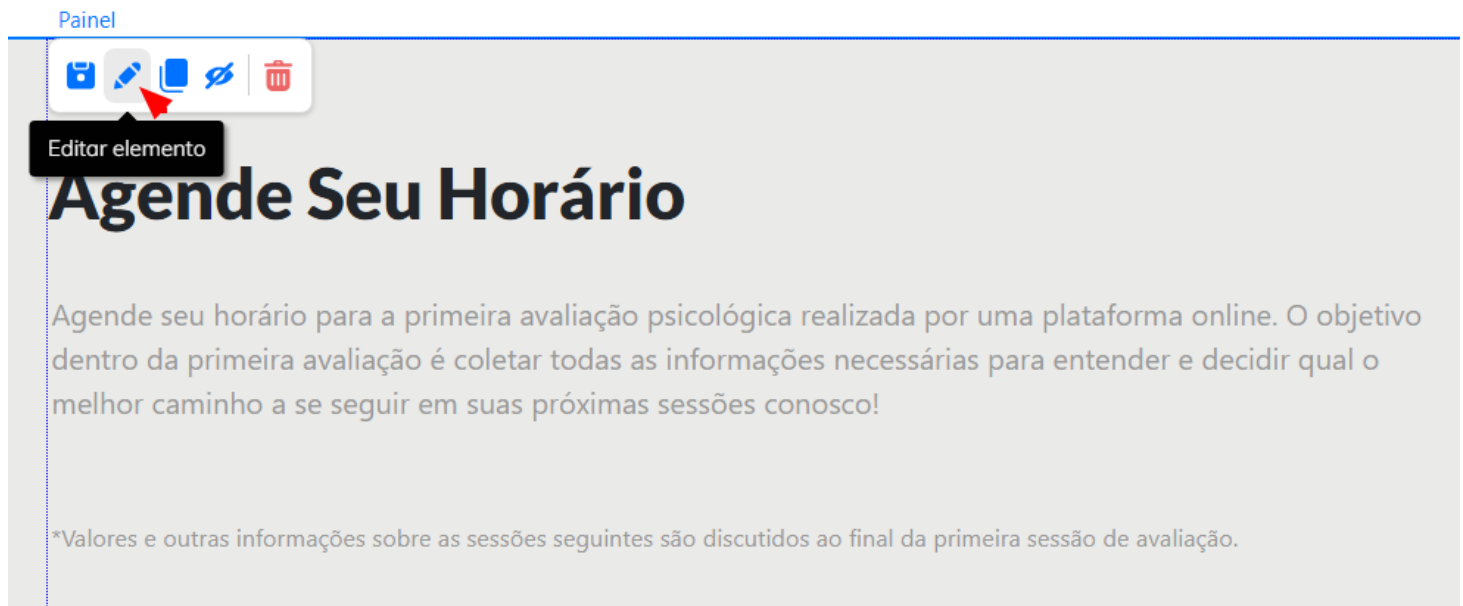 Painel
Editar elemento
Agende Seu Horário
Agende seu horário para a primeira avaliação psicológica realizada por uma plataforma online. O objetivo
dentro da primeira avaliação é coletar todas as informações necessárias para entender e decidir qual o
melhor caminho a se seguir em suas próximas sessões conosco!
*Valores e outras informações sobre as sessões seguintes são discutidos ao final da primeira sessão de avaliação.